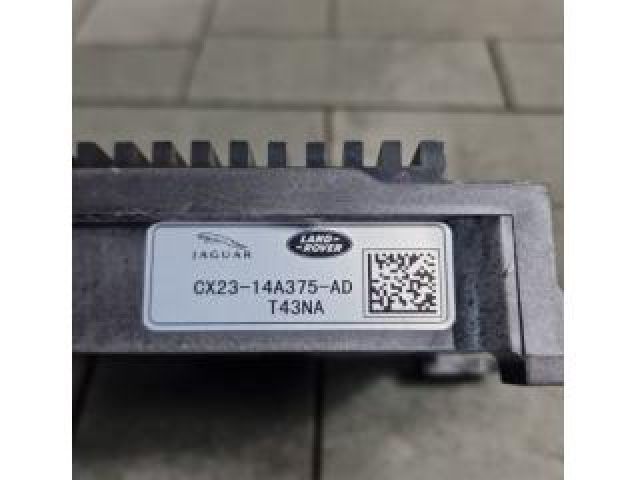 JAGUAR
LAND-
-ROVER
CX23-14A375-AD
T43NA